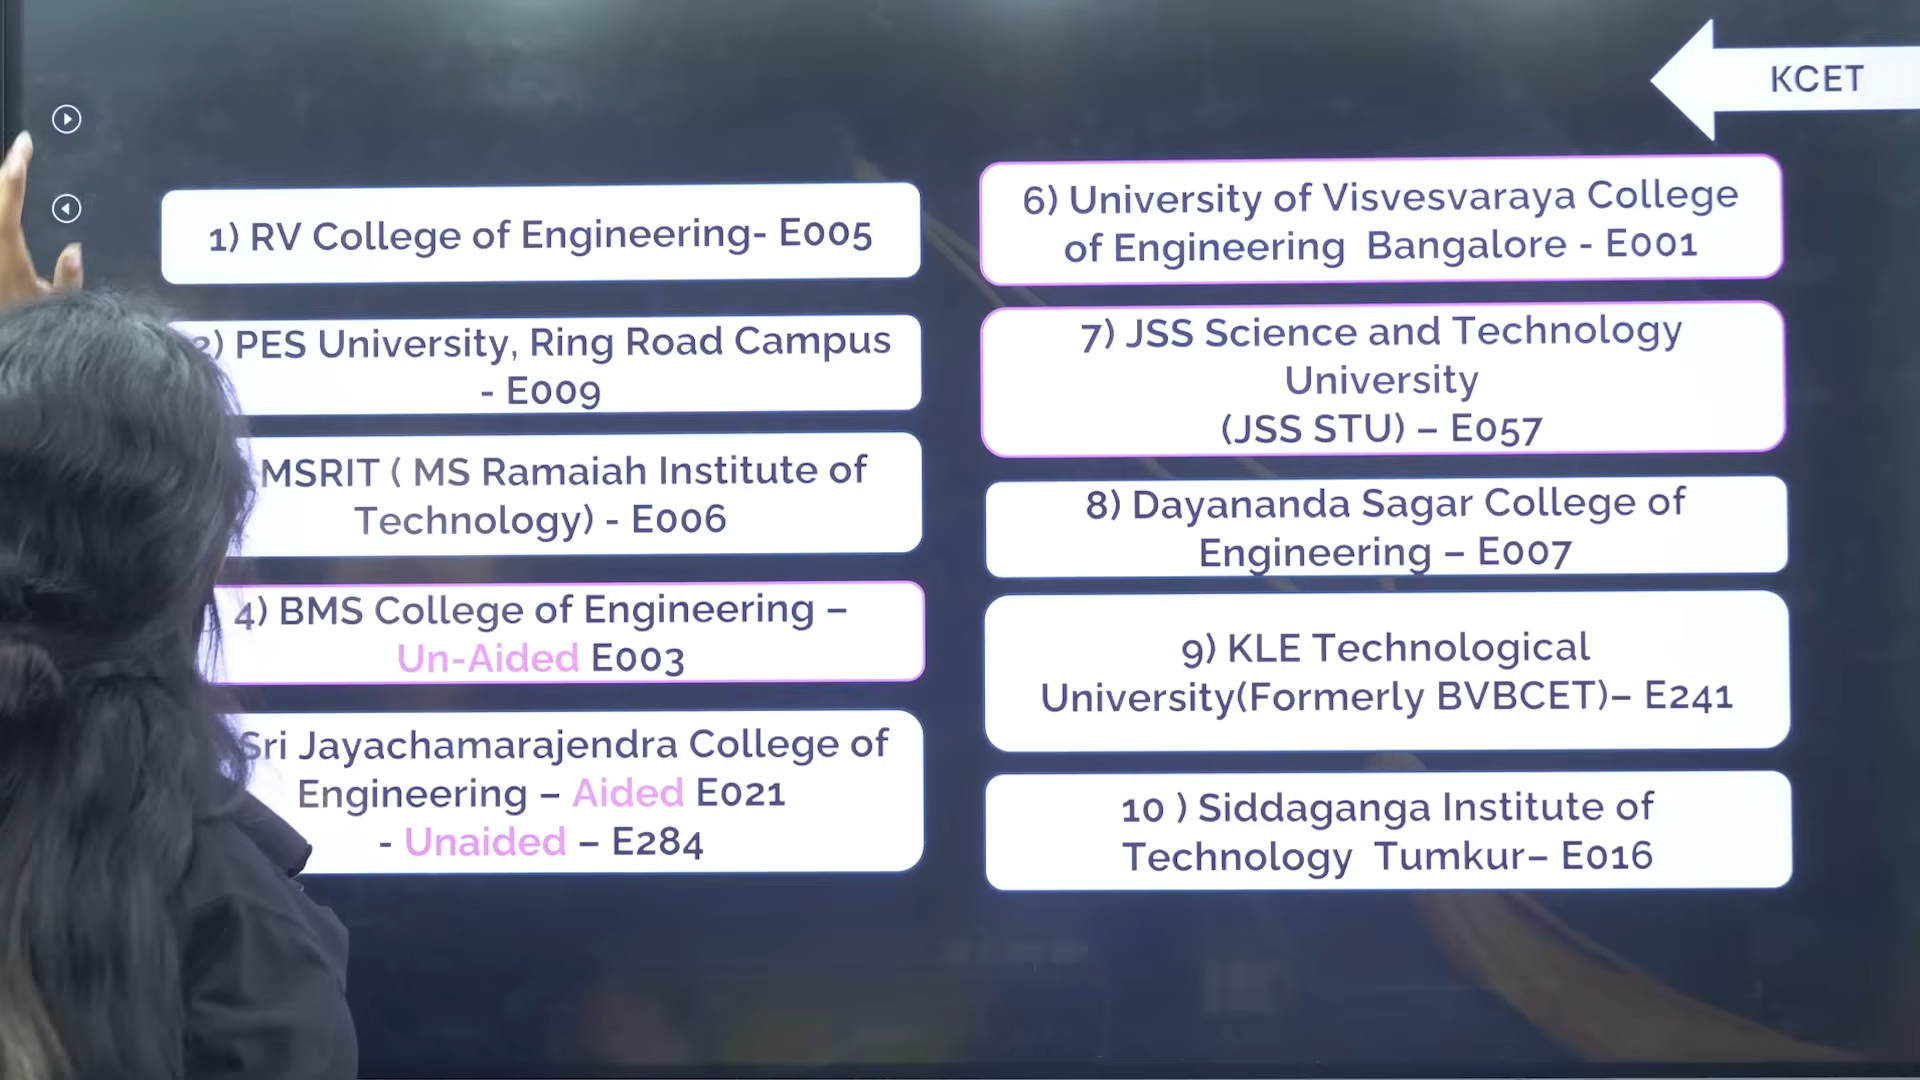 KCET
1) RV College of Engineering- E005
2) PES University, Ring Road Campus
- E009
MSRIT ( MS Ramaiah Institute of
Technology) - E006
4) BMS College of Engineering –
Un-Aided E003
Sri Jayachamarajendra College of
Engineering – Aided E021
- Unaided – E284
6) University of Visvesvaraya College
of Engineering Bangalore - E001
7) JSS Science and Technology
University
(JSS STU) – E057
8) Dayananda Sagar College of
Engineering – E007
9) KLE Technological
University(Formerly BVBCET)– E241
10 ) Siddaganga Institute of
Technology Tumkur– E016